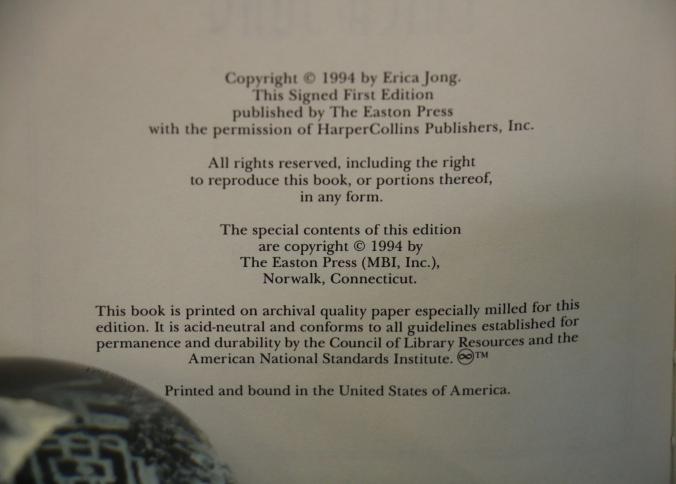 Copyright © 1994 by Erica Jong.
This Signed First Edition
published by The Easton Press
with the permission of HarperCollins Publishers, Inc.
All rights reserved, including the right
to reproduce this book, or portions thereof,
in any form.
The special contents of this edition
are copyright © 1994 by
The Easton Press (MBI, Inc.),
Norwalk, Connecticut.
This book is printed on archival quality paper especially milled for this
edition. It is acid-neutral and conforms to all guidelines established for
permanence and durability by the Council of Library Resources and the
American National Standards Institute. ♾™
Printed and bound in the United States of America.